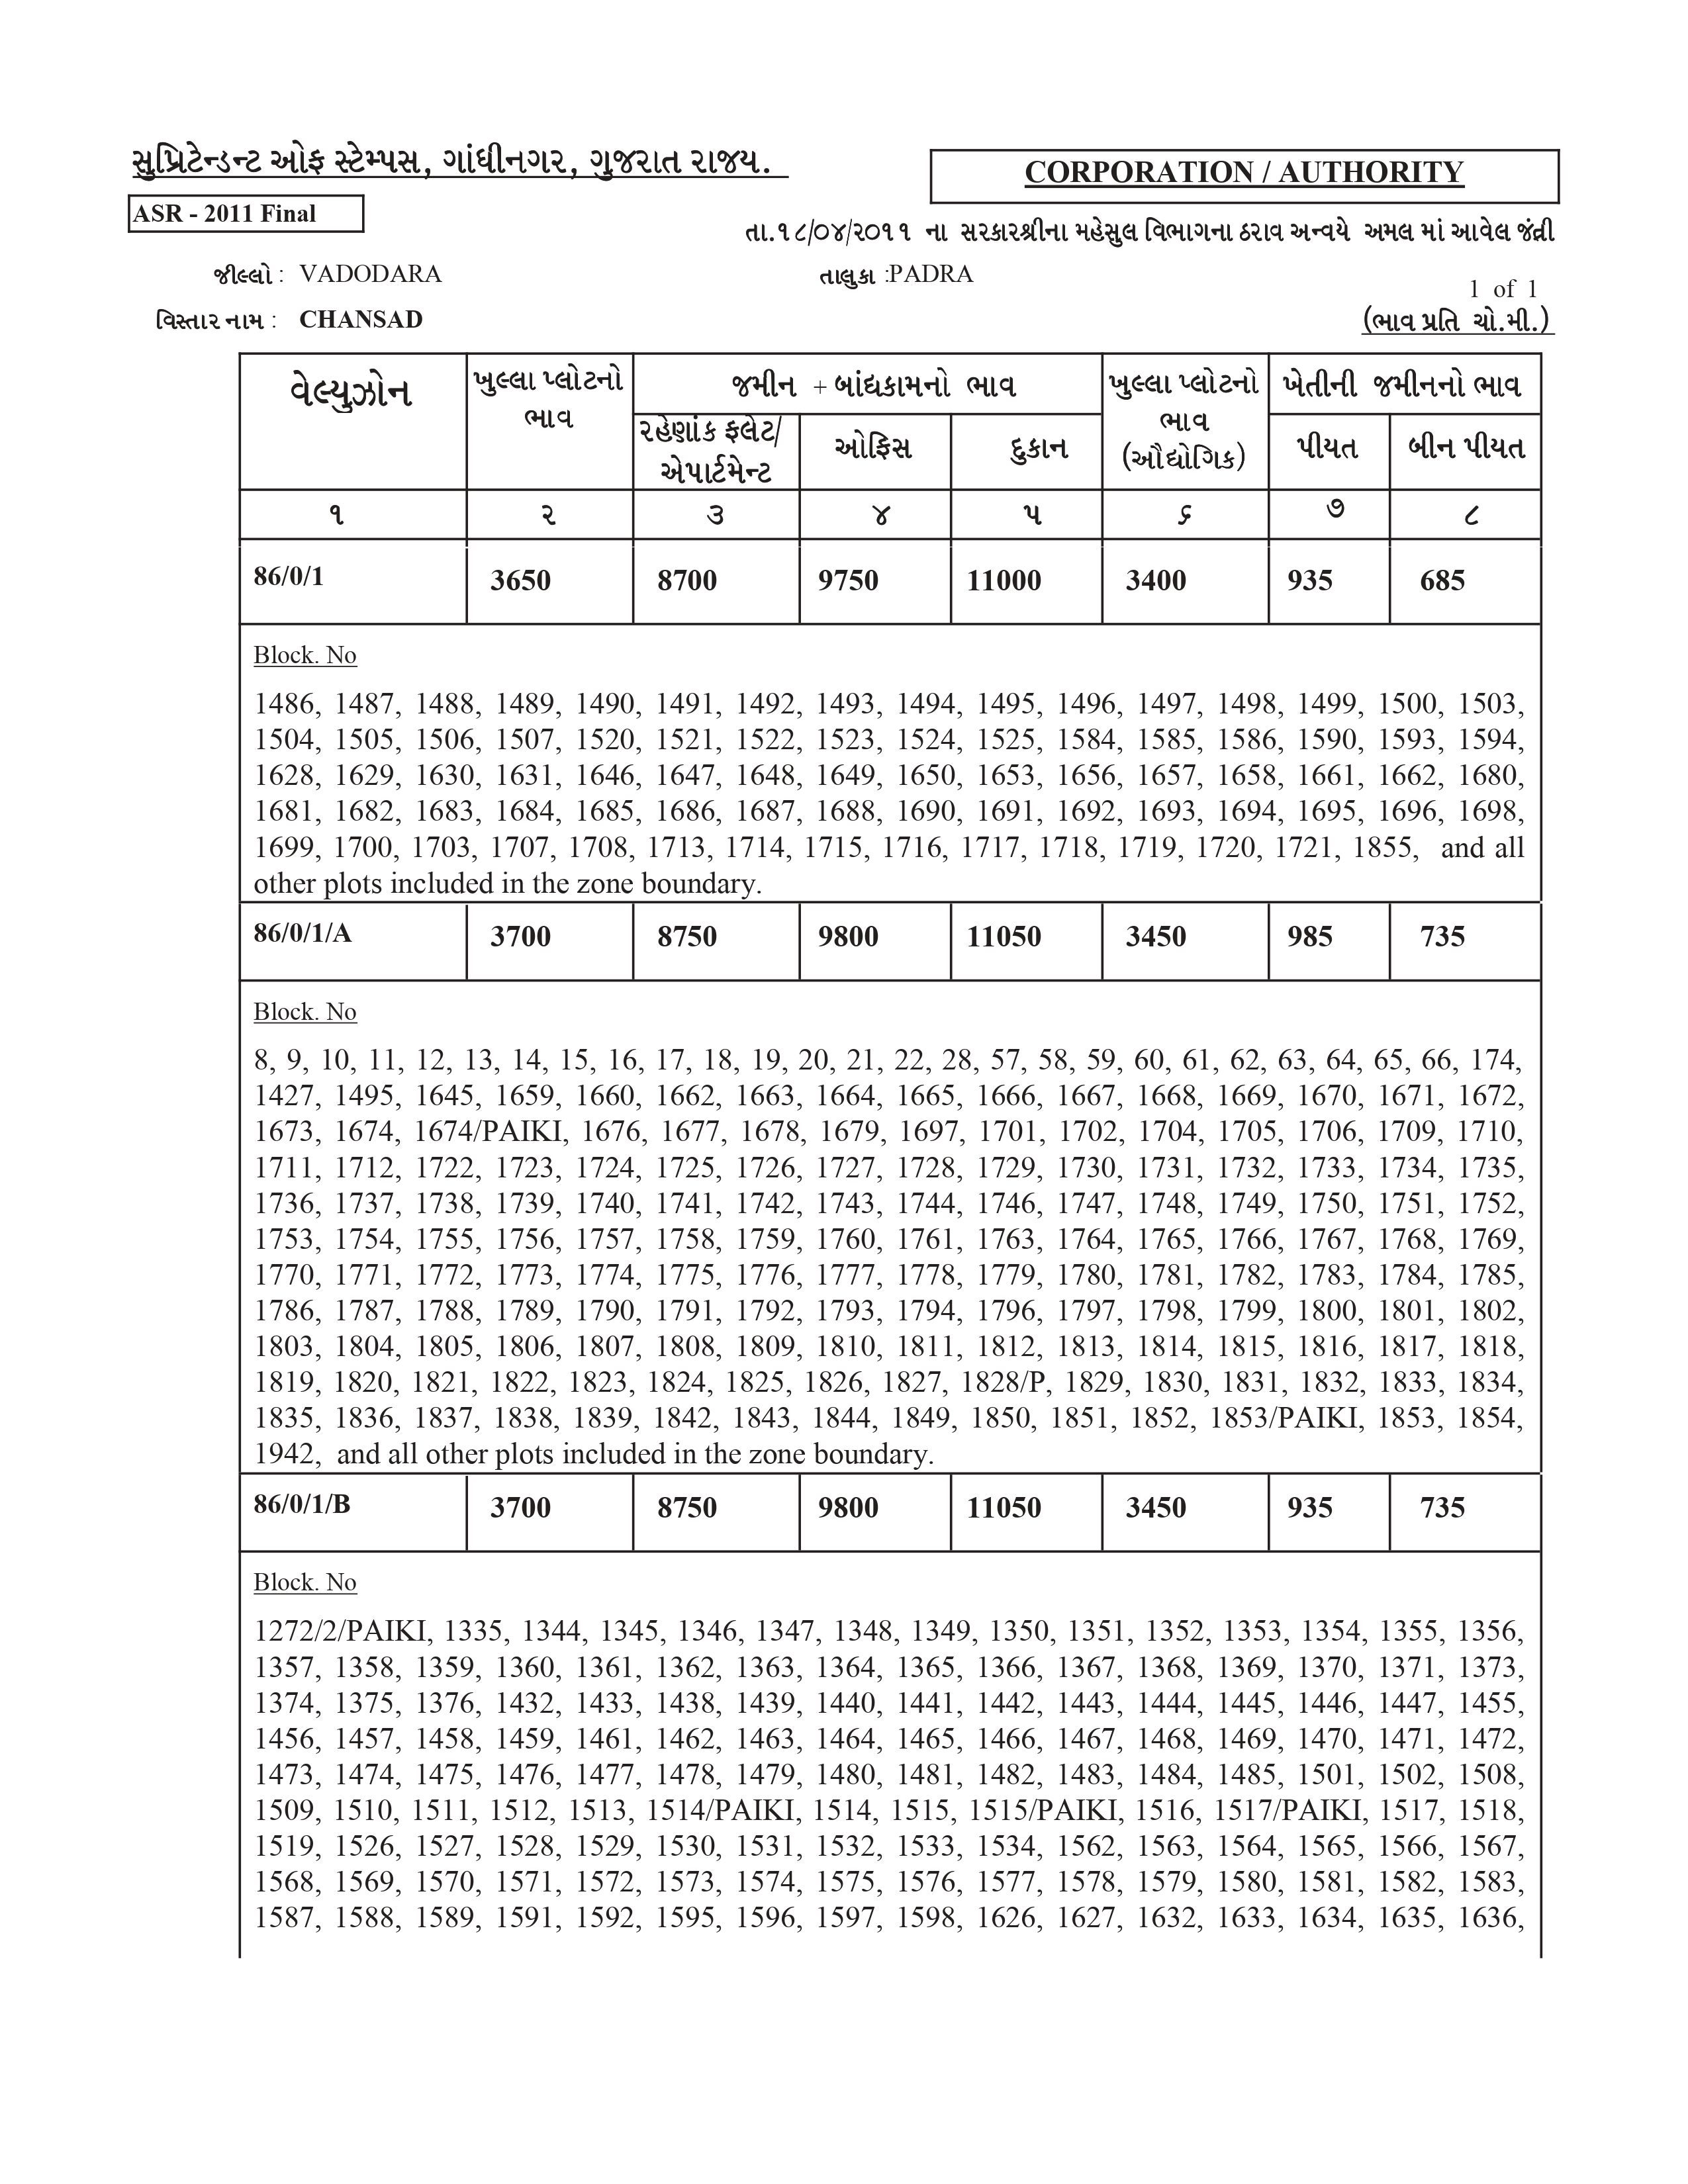 સુપ્રિટેન્ડન્ટ ઓફ સ્ટેમ્પસ, ગાંધીનગર, ગુજરાત રાજય.
CORPORATION / AUTHORITY
ASR - 2011 Final
તા.૧૮/૦૪/૨૦૧૧ ના સરકારશ્રીના મહેસુલ વિભાગના ઠરાવ અન્વયે અમલ માં આવેલ જંત્રી
જીલ્લો : VADODARA
તાલુકા :PADRA
1 of 1
વિસ્તાર નામ : CHANSAD
(ભાવ પ્રતિ ચો.મી.)
વેલ્યુઝોન
ખુલ્લા પ્લોટનો
ભાવ
જમીન + બાંધકામનો ભાવ
ખુલ્લા પ્લોટનો
ભાવ
(ઔદ્યોગિક)
ખેતીની જમીનનો ભાવ
રહેણાંક ફલેટ/
એપાર્ટમેન્ટ
ઓફિસ
દુકાન
પીયત
બીન પીયત
૧ ૨ ૩ ૪ ૫ ૬ ૭ ૮
86/0/1 3650 8700 9750 11000 3400 935 685
Block. No
1486, 1487, 1488, 1489, 1490, 1491, 1492, 1493, 1494, 1495, 1496, 1497, 1498, 1499, 1500, 1503,
1504, 1505, 1506, 1507, 1520, 1521, 1522, 1523, 1524, 1525, 1584, 1585, 1586, 1590, 1593, 1594,
1628, 1629, 1630, 1631, 1646, 1647, 1648, 1649, 1650, 1653, 1656, 1657, 1658, 1661, 1662, 1680,
1681, 1682, 1683, 1684, 1685, 1686, 1687, 1688, 1690, 1691, 1692, 1693, 1694, 1695, 1696, 1698,
1699, 1700, 1703, 1707, 1708, 1713, 1714, 1715, 1716, 1717, 1718, 1719, 1720, 1721, 1855, and all
other plots included in the zone boundary.
86/0/1/A 3700 8750 9800 11050 3450 985 735
Block. No
8, 9, 10, 11, 12, 13, 14, 15, 16, 17, 18, 19, 20, 21, 22, 28, 57, 58, 59, 60, 61, 62, 63, 64, 65, 66, 174,
1427, 1495, 1645, 1659, 1660, 1662, 1663, 1664, 1665, 1666, 1667, 1668, 1669, 1670, 1671, 1672,
1673, 1674, 1674/PAIKI, 1676, 1677, 1678, 1679, 1697, 1701, 1702, 1704, 1705, 1706, 1709, 1710,
1711, 1712, 1722, 1723, 1724, 1725, 1726, 1727, 1728, 1729, 1730, 1731, 1732, 1733, 1734, 1735,
1736, 1737, 1738, 1739, 1740, 1741, 1742, 1743, 1744, 1746, 1747, 1748, 1749, 1750, 1751, 1752,
1753, 1754, 1755, 1756, 1757, 1758, 1759, 1760, 1761, 1763, 1764, 1765, 1766, 1767, 1768, 1769,
1770, 1771, 1772, 1773, 1774, 1775, 1776, 1777, 1778, 1779, 1780, 1781, 1782, 1783, 1784, 1785,
1786, 1787, 1788, 1789, 1790, 1791, 1792, 1793, 1794, 1796, 1797, 1798, 1799, 1800, 1801, 1802,
1803, 1804, 1805, 1806, 1807, 1808, 1809, 1810, 1811, 1812, 1813, 1814, 1815, 1816, 1817, 1818,
1819, 1820, 1821, 1822, 1823, 1824, 1825, 1826, 1827, 1828/P, 1829, 1830, 1831, 1832, 1833, 1834,
1835, 1836, 1837, 1838, 1839, 1842, 1843, 1844, 1849, 1850, 1851, 1852, 1853/PAIKI, 1853, 1854,
1942, and all other plots included in the zone boundary.
86/0/1/B 3700 8750 9800 11050 3450 935 735
Block. No
1272/2/PAIKI, 1335, 1344, 1345, 1346, 1347, 1348, 1349, 1350, 1351, 1352, 1353, 1354, 1355, 1356,
1357, 1358, 1359, 1360, 1361, 1362, 1363, 1364, 1365, 1366, 1367, 1368, 1369, 1370, 1371, 1373,
1374, 1375, 1376, 1432, 1433, 1438, 1439, 1440, 1441, 1442, 1443, 1444, 1445, 1446, 1447, 1455,
1456, 1457, 1458, 1459, 1461, 1462, 1463, 1464, 1465, 1466, 1467, 1468, 1469, 1470, 1471, 1472,
1473, 1474, 1475, 1476, 1477, 1478, 1479, 1480, 1481, 1482, 1483, 1484, 1485, 1501, 1502, 1508,
1509, 1510, 1511, 1512, 1513, 1514/PAIKI, 1514, 1515, 1515/PAIKI, 1516, 1517/PAIKI, 1517, 1518,
1519, 1526, 1527, 1528, 1529, 1530, 1531, 1532, 1533, 1534, 1562, 1563, 1564, 1565, 1566, 1567,
1568, 1569, 1570, 1571, 1572, 1573, 1574, 1575, 1576, 1577, 1578, 1579, 1580, 1581, 1582, 1583,
1587, 1588, 1589, 1591, 1592, 1595, 1596, 1597, 1598, 1626, 1627, 1632, 1633, 1634, 1635, 1636,